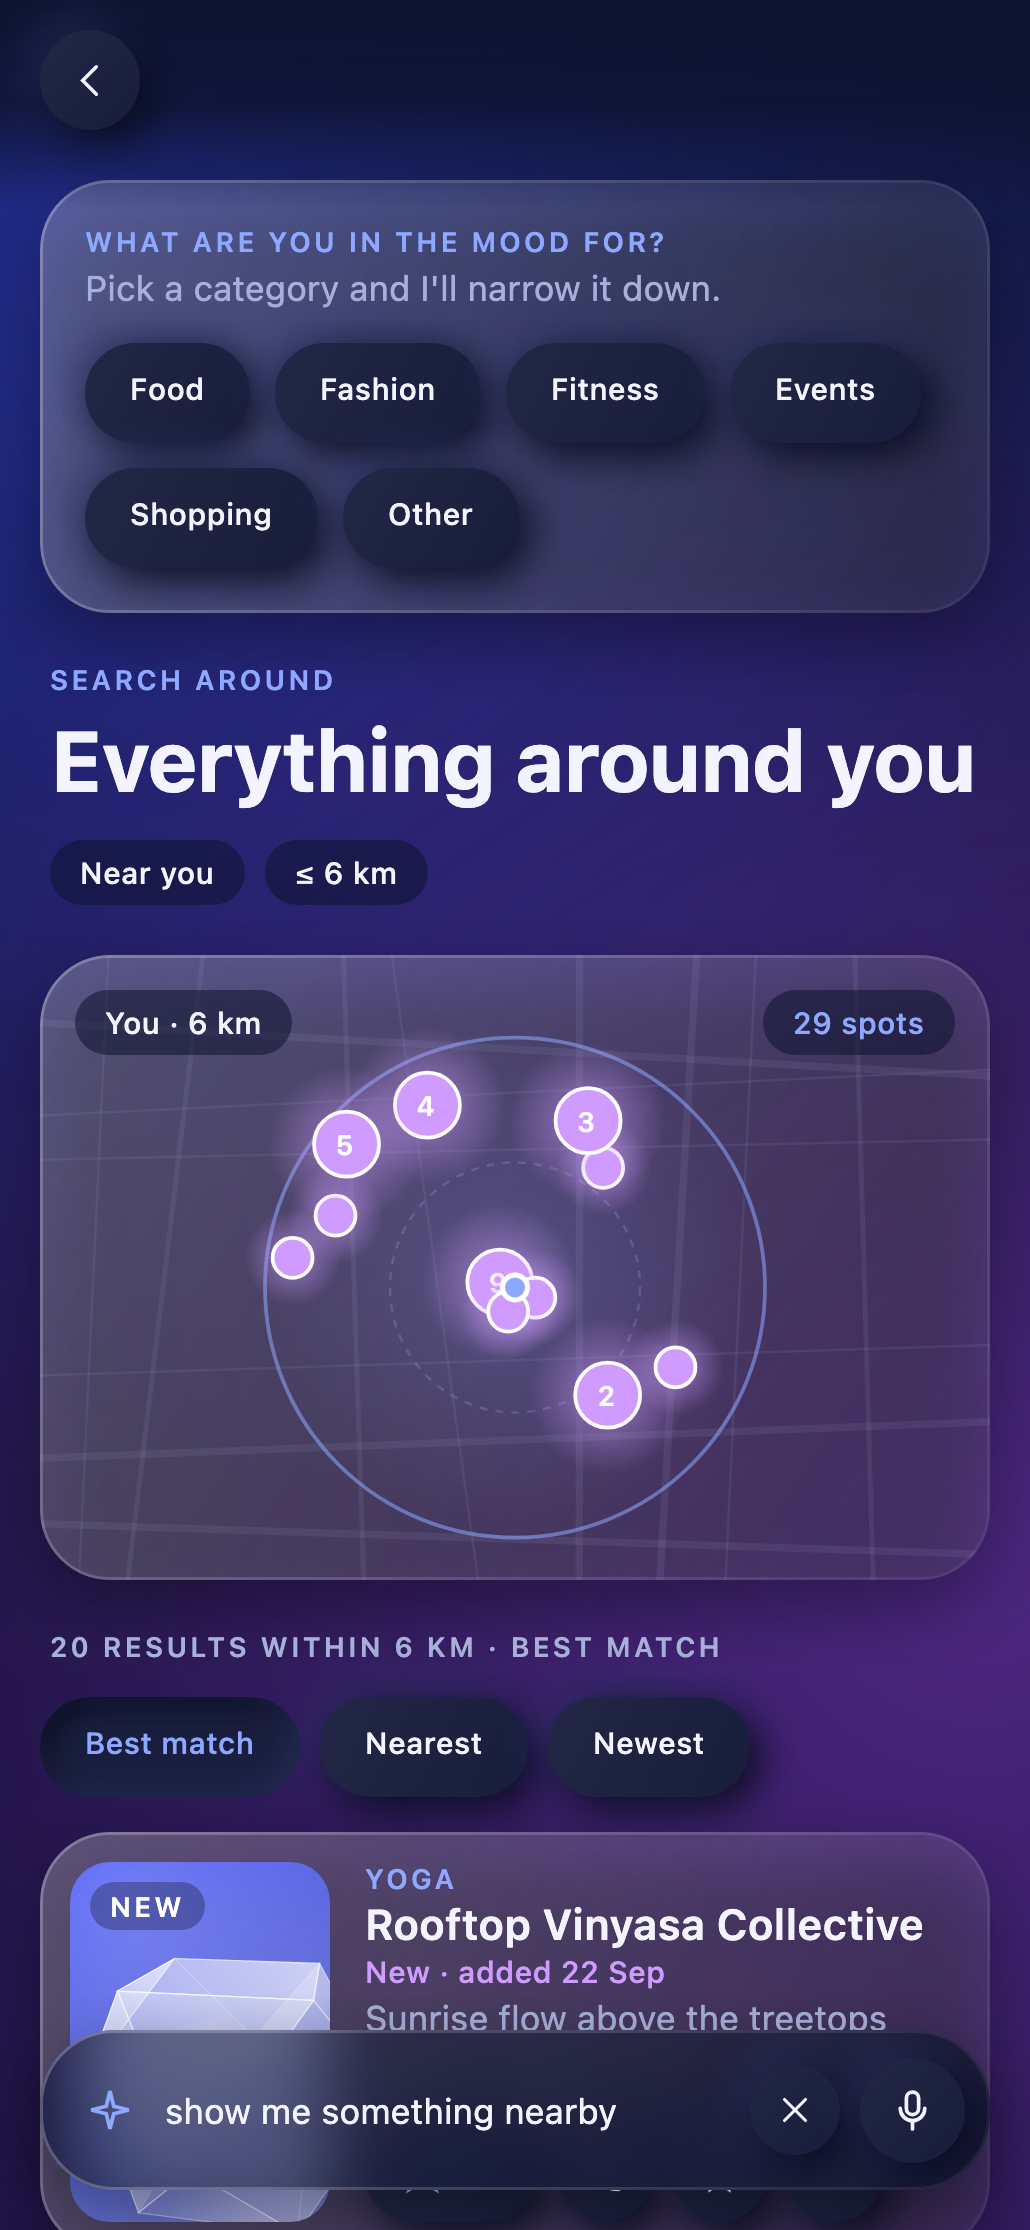 WHAT ARE YOU IN THE MOOD FOR?
Pick a category and I'll narrow it down.
Food Fashion Fitness Events
Shopping Other
SEARCH AROUND
Everything around you
Near you ≤ 6 km
You · 6 km 29 spots
4
3
5
9
2
20 RESULTS WITHIN 6 KM · BEST MATCH
Best match Nearest Newest
YOGA
NEW
Rooftop Vinyasa Collective
New · added 22 Sep
Sunrise flow above the treetops
show me something nearby